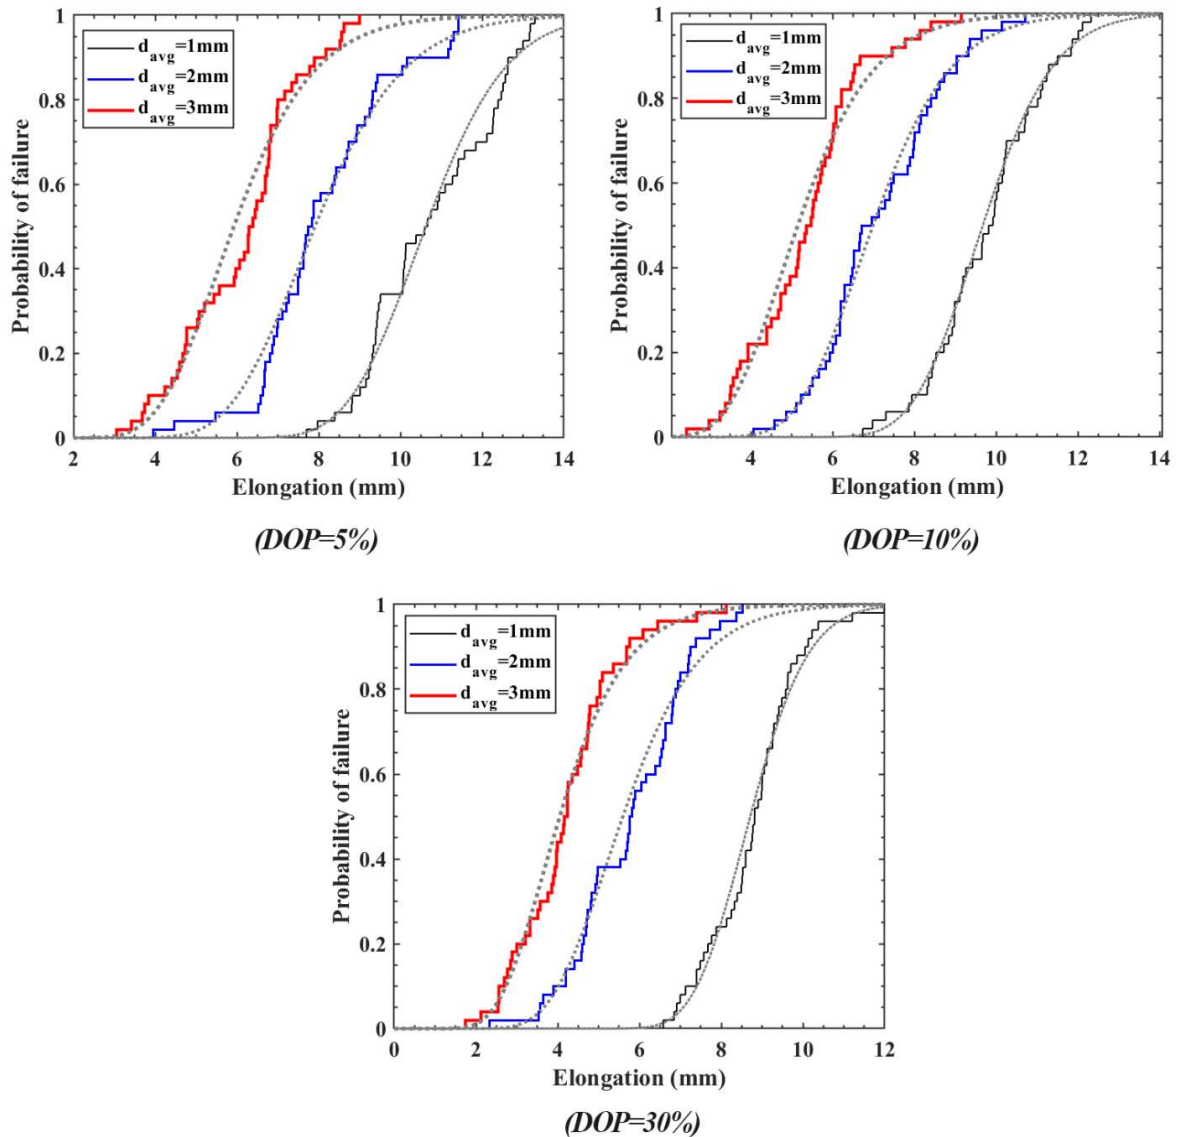 1
0.8
0.6
0.4
0.2
0
Probability of failure
d_avg=1mm
d_avg=2mm
d_avg=3mm
2 4 6 8 10 12 14
Elongation (mm)
(DOP=5%)
1
0.8
0.6
0.4
0.2
0
Probability of failure
d_avg=1mm
d_avg=2mm
d_avg=3mm
4 6 8 10 12 14
Elongation (mm)
(DOP=10%)
1
0.8
0.6
0.4
0.2
0
Probability of failure
d_avg=1mm
d_avg=2mm
d_avg=3mm
0 2 4 6 8 10 12
Elongation (mm)
(DOP=30%)